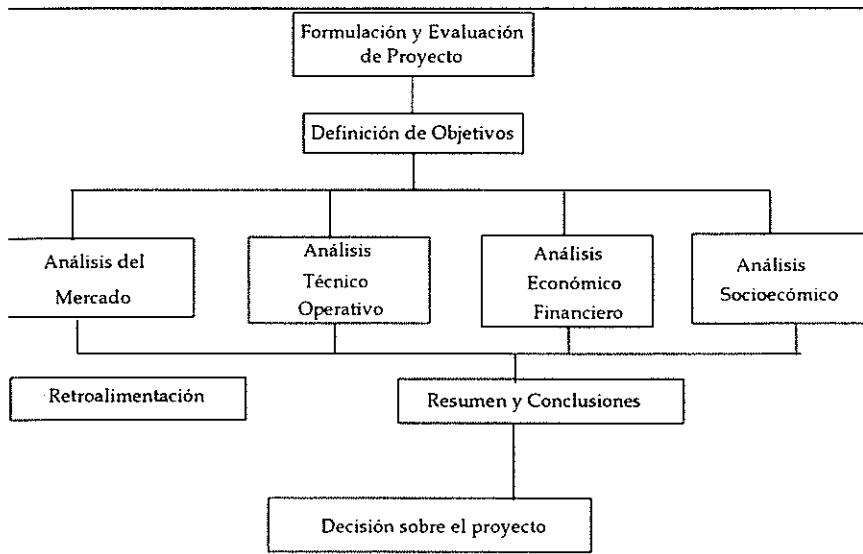 Formulación y Evaluación
de Proyecto
Definición de Objetivos
Análisis del
Mercado
Análisis
Técnico
Operativo
Análisis
Económico
Financiero
Análisis
Socioecómico
Retroalimentación
Resumen y Conclusiones
Decisión sobre el proyecto